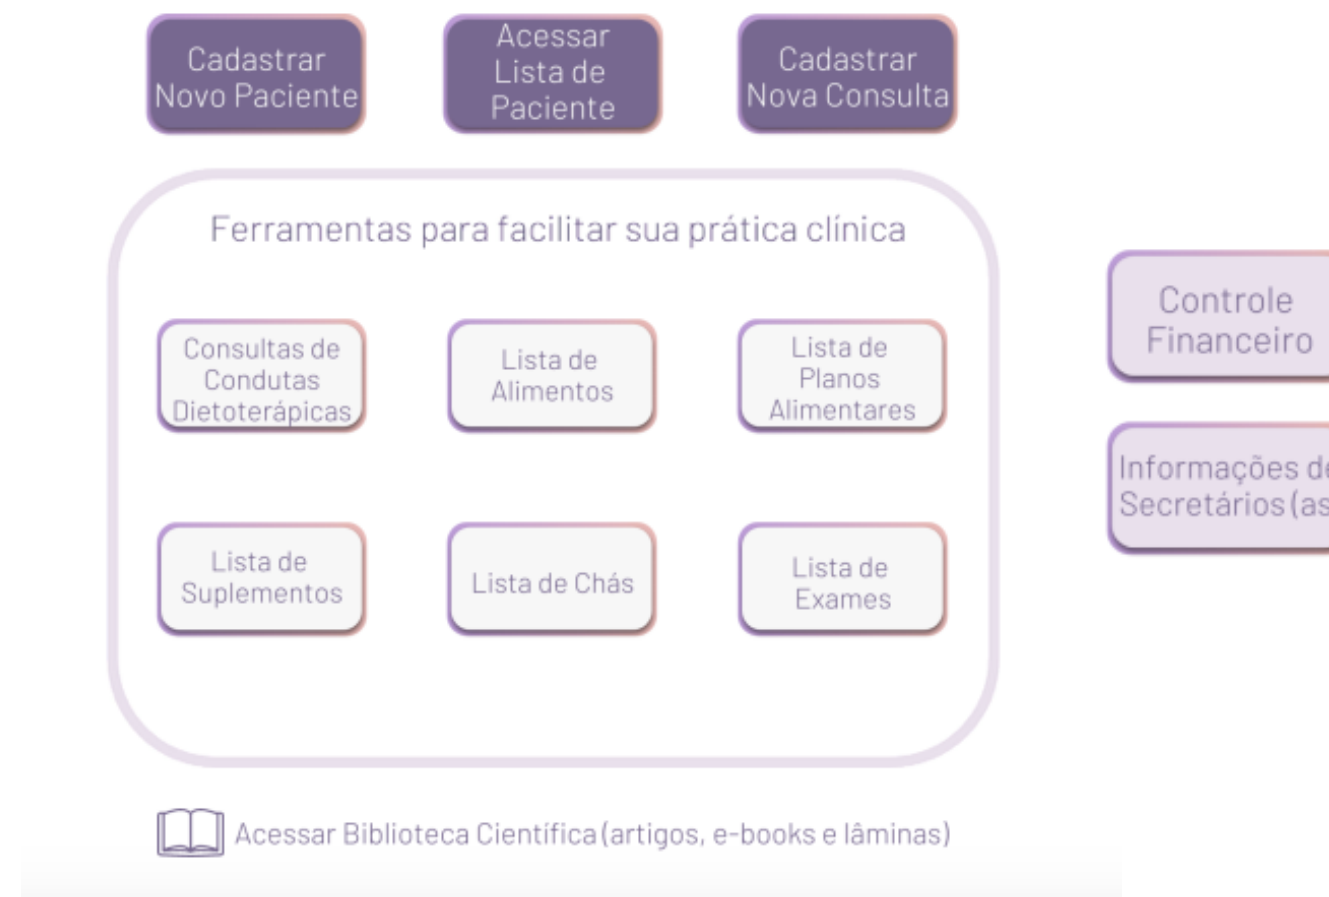 Cadastrar
Novo Paciente
Acessar
Lista de
Paciente
Cadastrar
Nova Consulta
Ferramentas para facilitar sua prática clínica
Consultas de
Condutas
Dietoterápicas
Lista de
Alimentos
Lista de
Planos
Alimentares
Lista de
Suplementos
Lista de Chás
Lista de
Exames
Controle
Financeiro
Informações de
Secretários (as
Acessar Biblioteca Científica (artigos, e-books e lâminas)